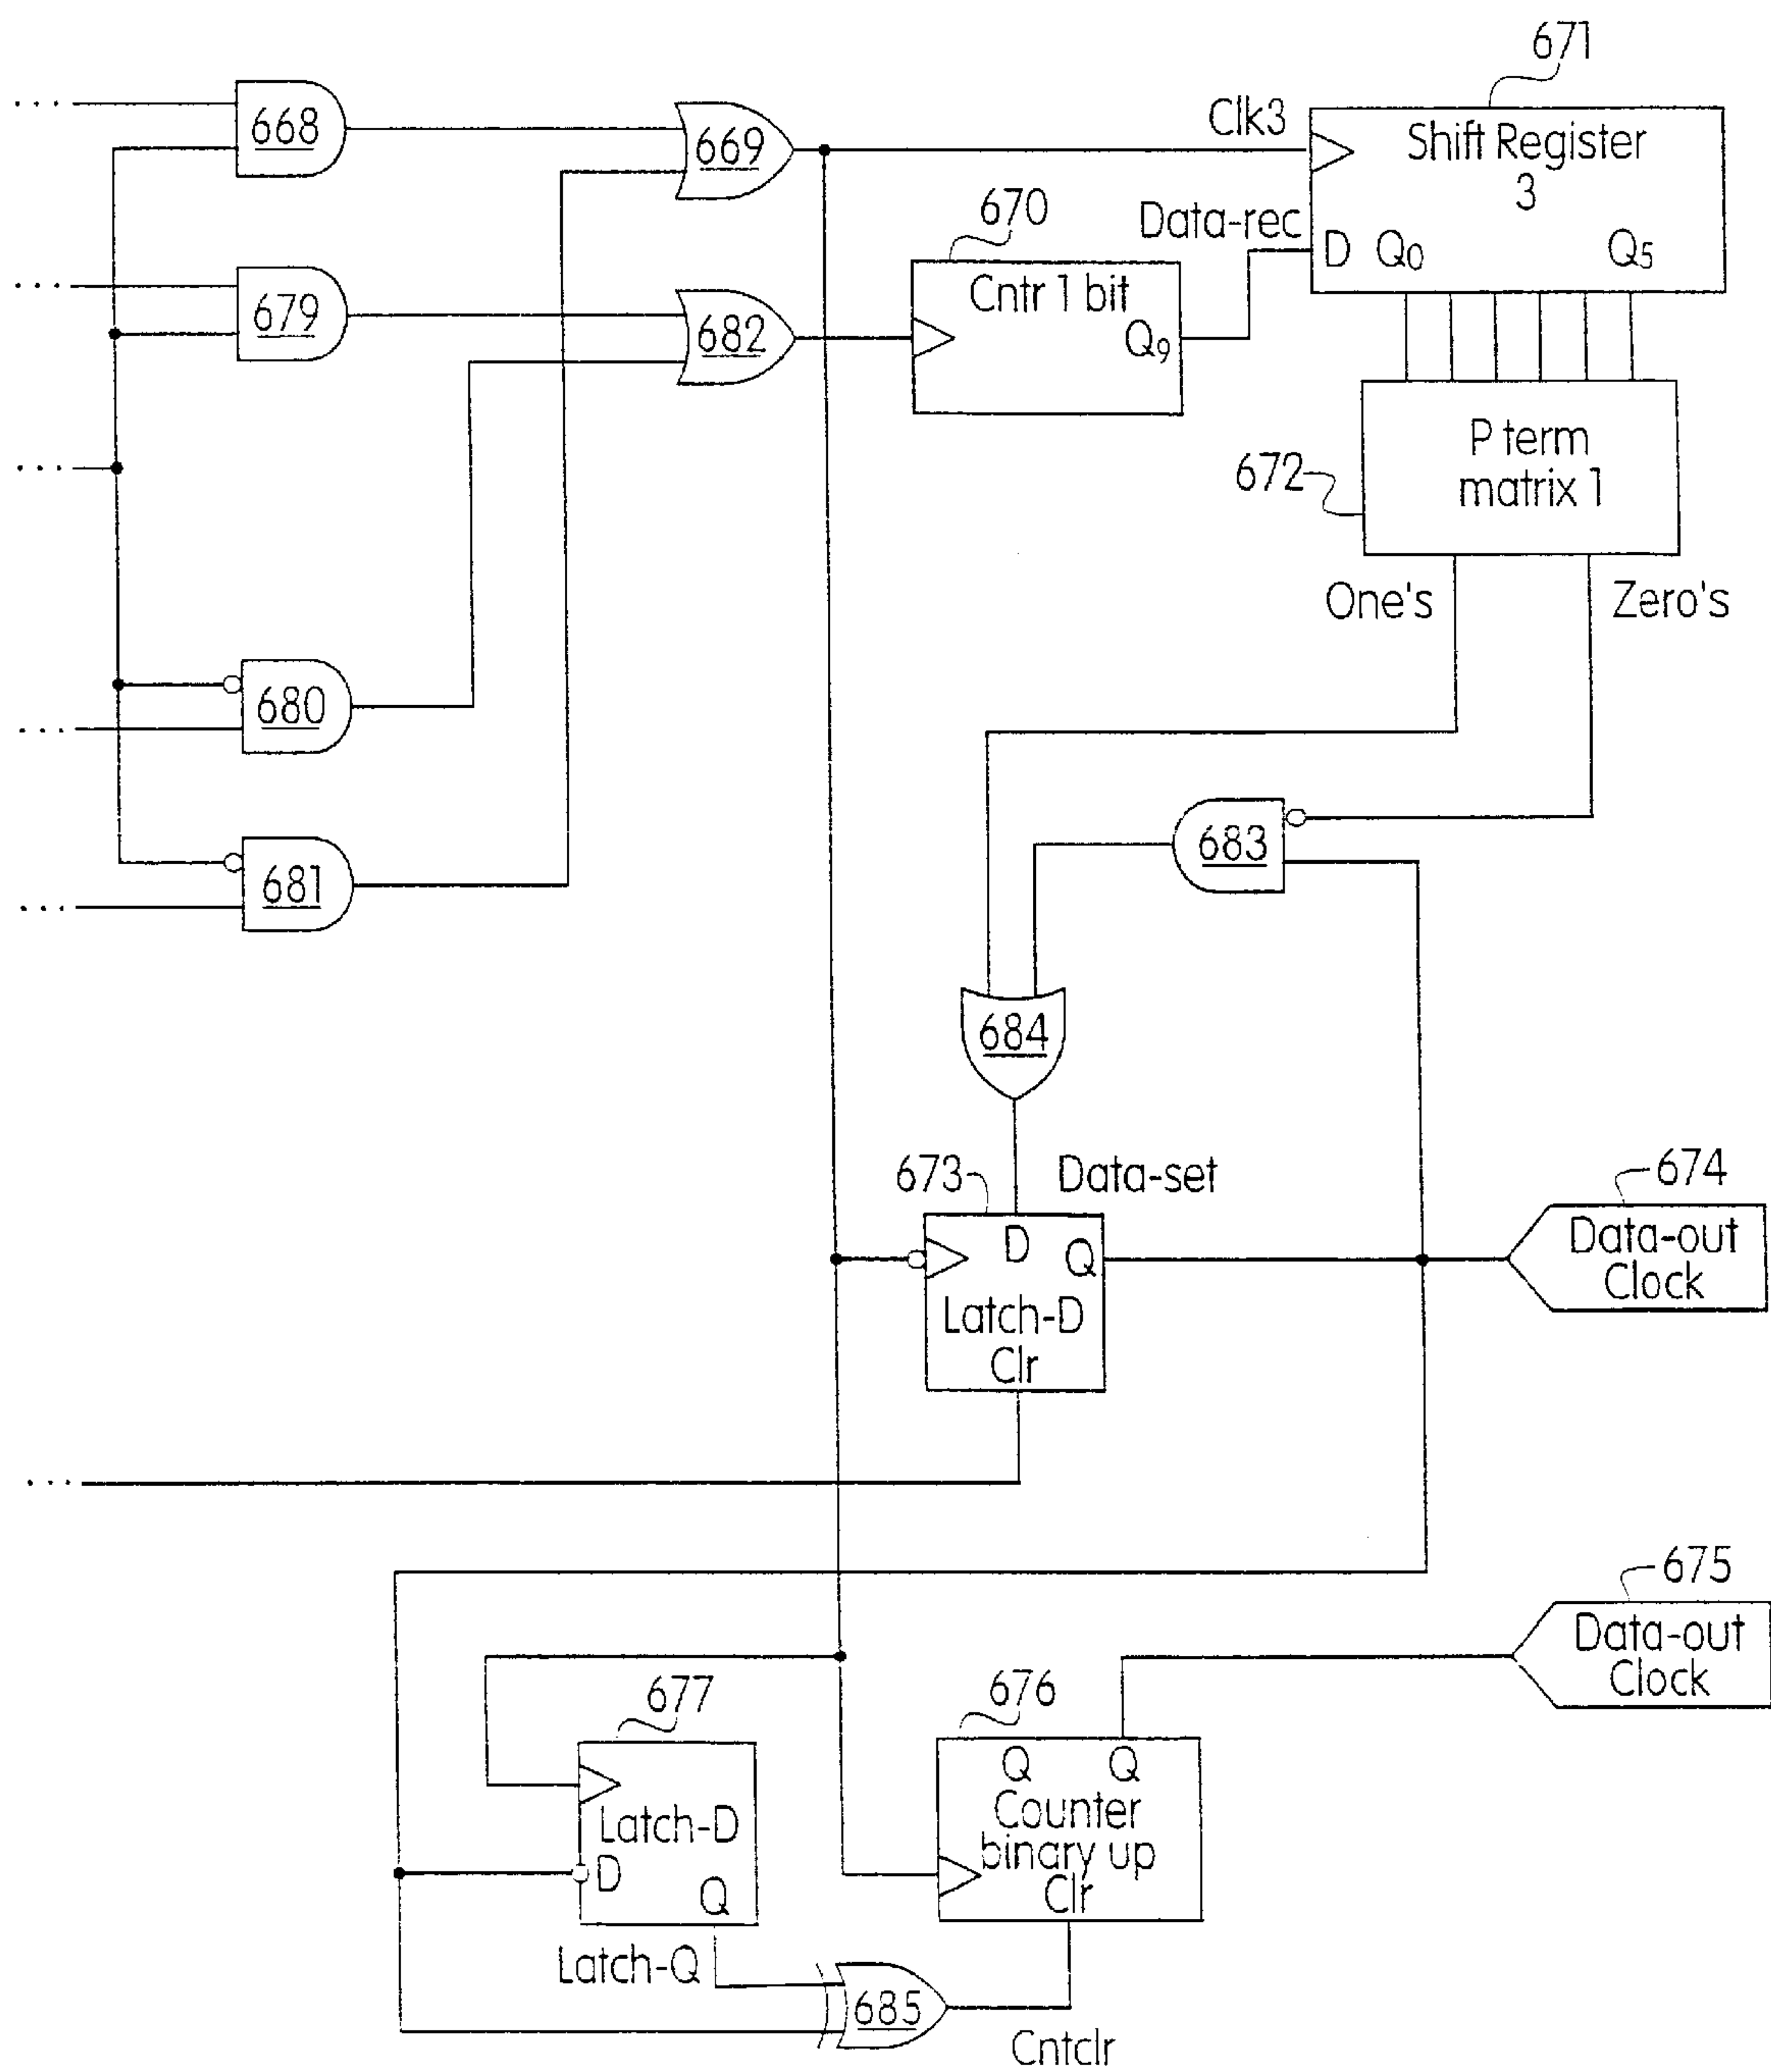 671
668
669
Clk3
Shift Register
3
670
Data-rec
D Q0 Q5
679
682
Cntr 1 bit
Q9
P term
matrix 1
672
One's
Zero's
680
683
681
684
673
Data-set
674
D Q
Data-out
Clock
Latch-D
Clr
675
Data-out
Clock
677
676
Q Q
Latch-D
Counter
binary up
Clr
D
Q
Latch-Q
685
Cntclr